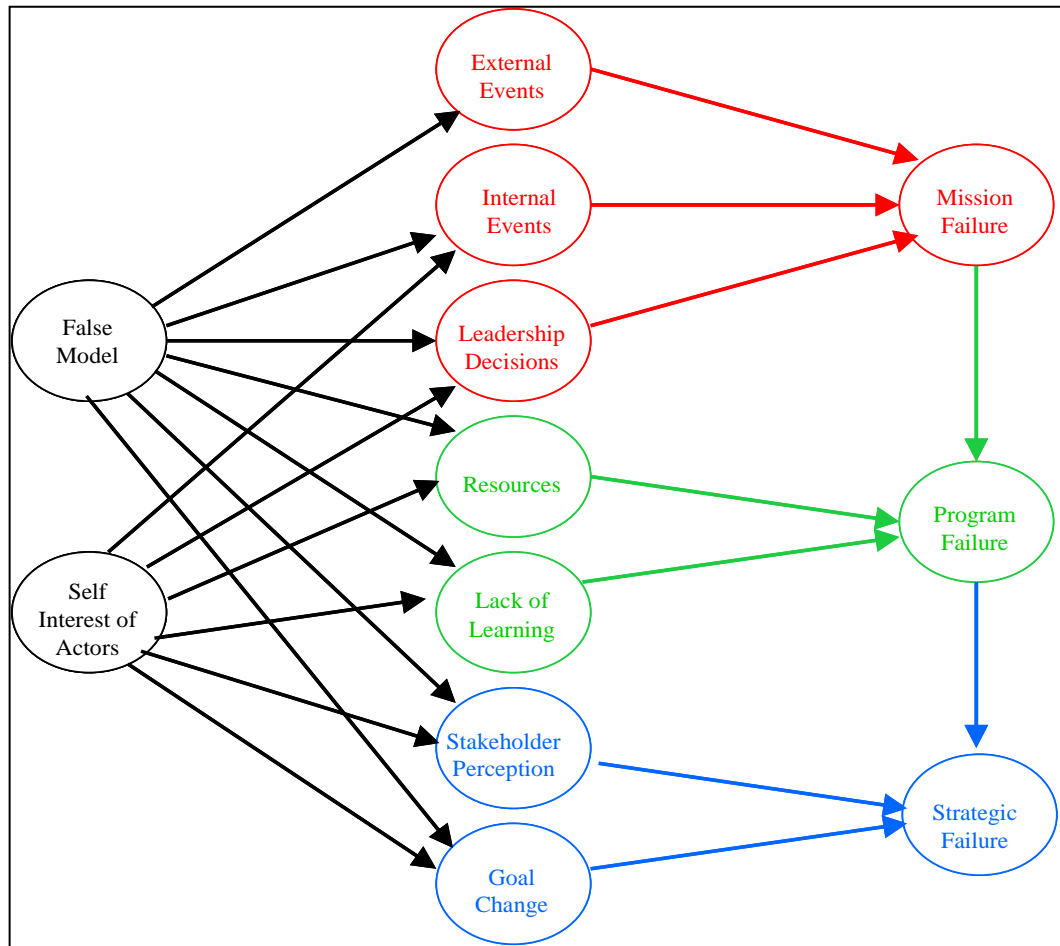 External
Events
Internal
Events
Mission
Failure
False
Model
Leadership
Decisions
Resources
Program
Failure
Self
Interest of
Actors
Lack of
Learning
Stakeholder
Perception
Strategic
Failure
Goal
Change